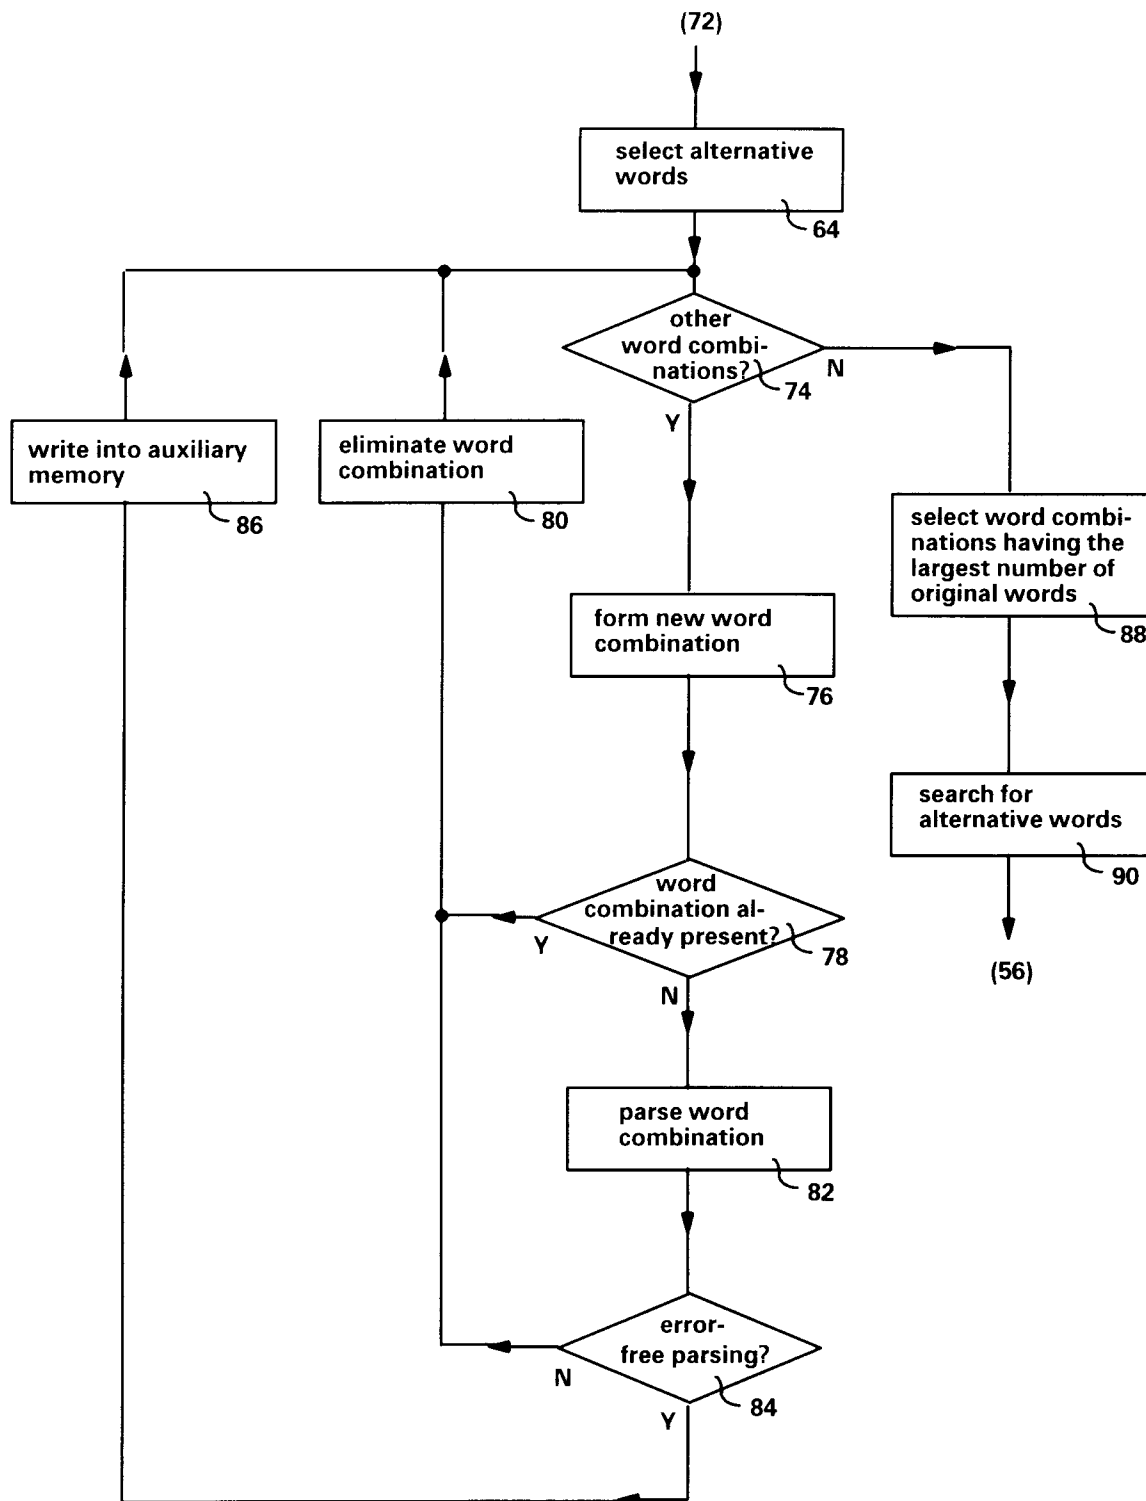 (72)
select alternative
words
64
other
word combi-
nations?
74
N
Y
write into auxiliary
memory
86
eliminate word
combination
80
select word combi-
nations having the
largest number of
original words
88
form new word
combination
76
search for
alternative words
90
(56)
word
combination al-
ready present?
78
Y
N
parse word
combination
82
error-
free parsing?
84
N
Y